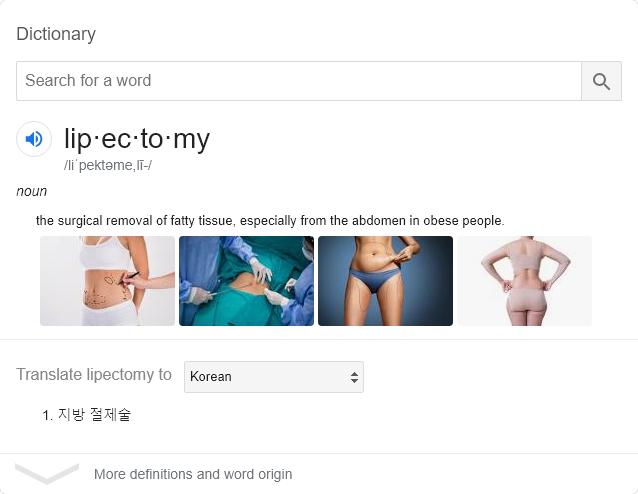 Dictionary
Search for a word
lip·ec·to·my
/liˈpektəme,lī-/
noun
the surgical removal of fatty tissue, especially from the abdomen in obese people.
Translate lipectomy to Korean
1. 지방 절제술
More definitions and word origin